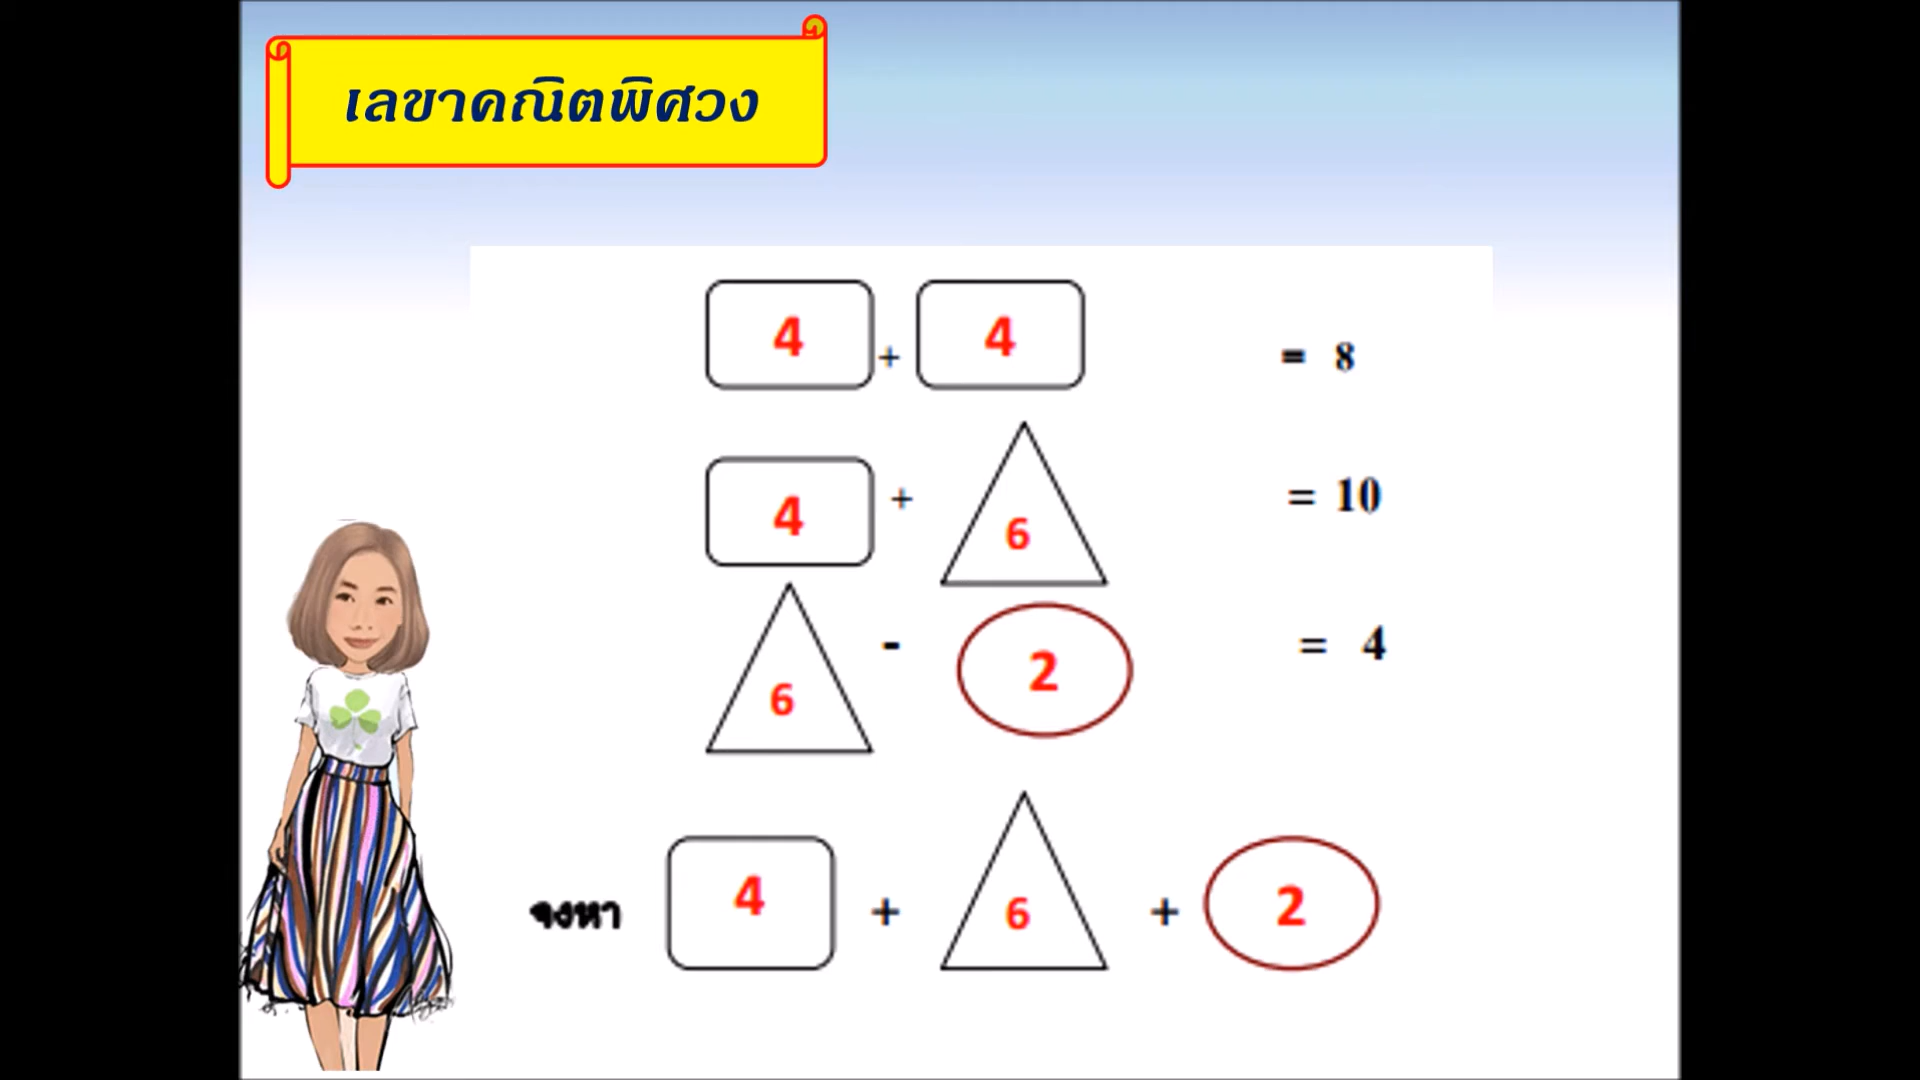 เลขาคณิตพิศวง
4 + 4 = 8
4 + 6 = 10
6 - 2 = 4
จงหา 4 + 6 + 2